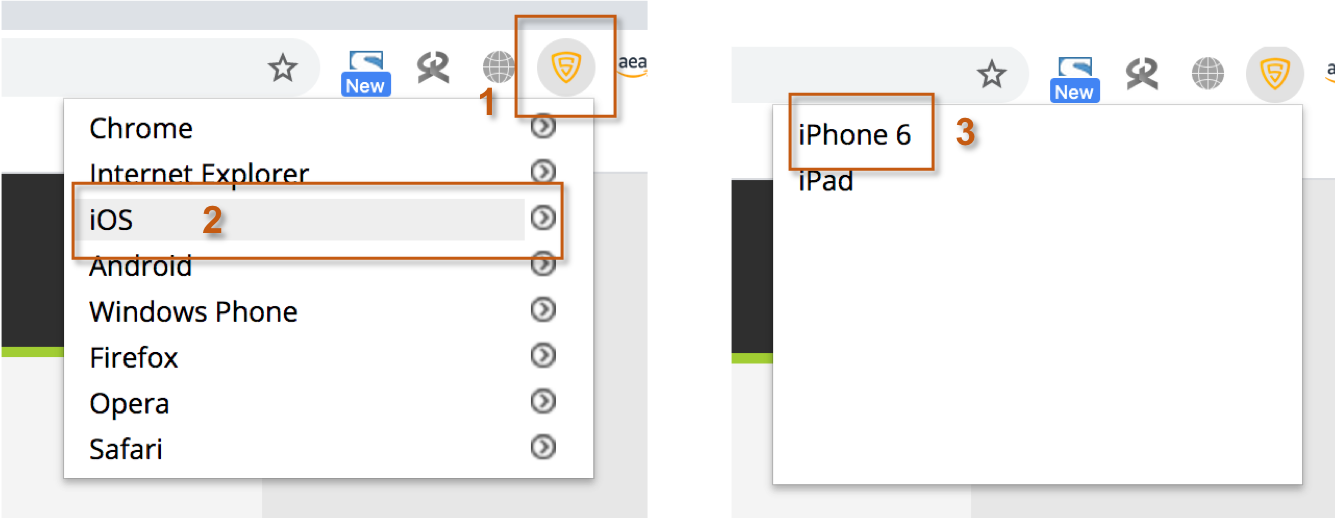 New
aea
1
Chrome
Internet Explorer
iOS
2
Android
Windows Phone
Firefox
Opera
Safari
New
iPhone 6
3
iPad